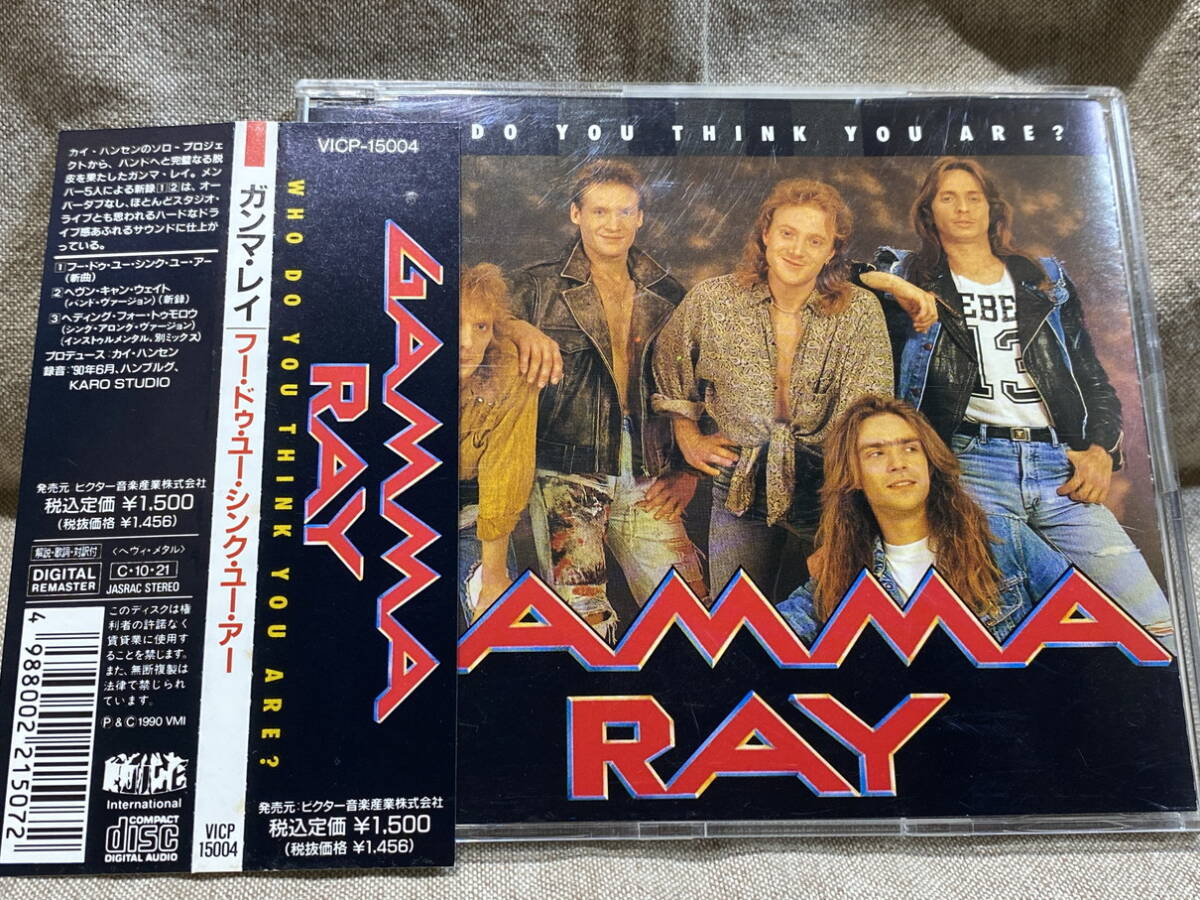 カイ・ハンセンのソロ－プロジェ
クトから、ハンドへと完璧なる脱
皮を果たしたガンマ・レイ。メン
バー5人による新録1 2は、オー
バータブなし、ほとんどスタジオ・
ライブとも思われるハードなドラ
イブ感あふれるサウンドに仕上が
っている。
1 フー・ドゥ・ユー・シンク・ユー・アー
(新曲)
2 ヘヴン・キャン・ウェイト
(バンド・ヴァージョン)(新録)
3 ヘディング・フォー・トゥモロウ
(シンク・アロンク・ヴァージョン)
(インストゥルメンタル、別ミックス)
プロデュース：カイ・ハンセン
録音：'90年6月、ハンブルグ、
KARO STUDIO
発売元 ビクター音楽産業株式会社
税込定価 ¥1,500
(税抜価格 ¥1,456)
解説・歌詞・対訳付
〈ヘヴィ・メタル〉
DIGITAL
REMASTER
C・10・21
JASRAC STEREO
このディスクは権
利者の許諾なく
賃貸業に使用す
ることを禁じます。
また、無断複製は
法律で禁じられ
ています。
Ⓟ & Ⓒ 1990 VMI
4 988002 215072
NOISE
International
COMPACT
disc
DIGITAL AUDIO
ガンマ・レイ
フー・ドゥ・ユー・シンク・ユー・アー
VICP
15004
VICP-15004
WHO DO YOU THINK YOU ARE?
GAMMA
RAY
発売元：ビクター音楽産業株式会社
税込定価 ¥1,500
(税抜価格 ¥1,456)
DO YOU THINK YOU ARE?
EBE
13
AMMA
RAY